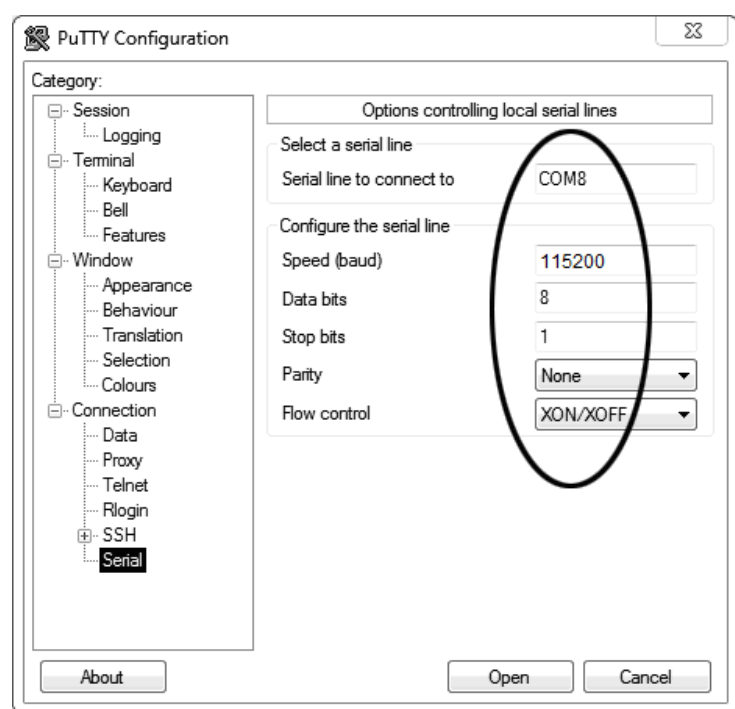 PuTTY Configuration
Category:
Session
Logging
Terminal
Keyboard
Bell
Features
Window
Appearance
Behaviour
Translation
Selection
Colours
Connection
Data
Proxy
Telnet
Rlogin
SSH
Serial
Options controlling local serial lines
Select a serial line
Serial line to connect to COM8
Configure the serial line
Speed (baud) 115200
Data bits 8
Stop bits 1
Parity None
Flow control XON/XOFF
About Open Cancel